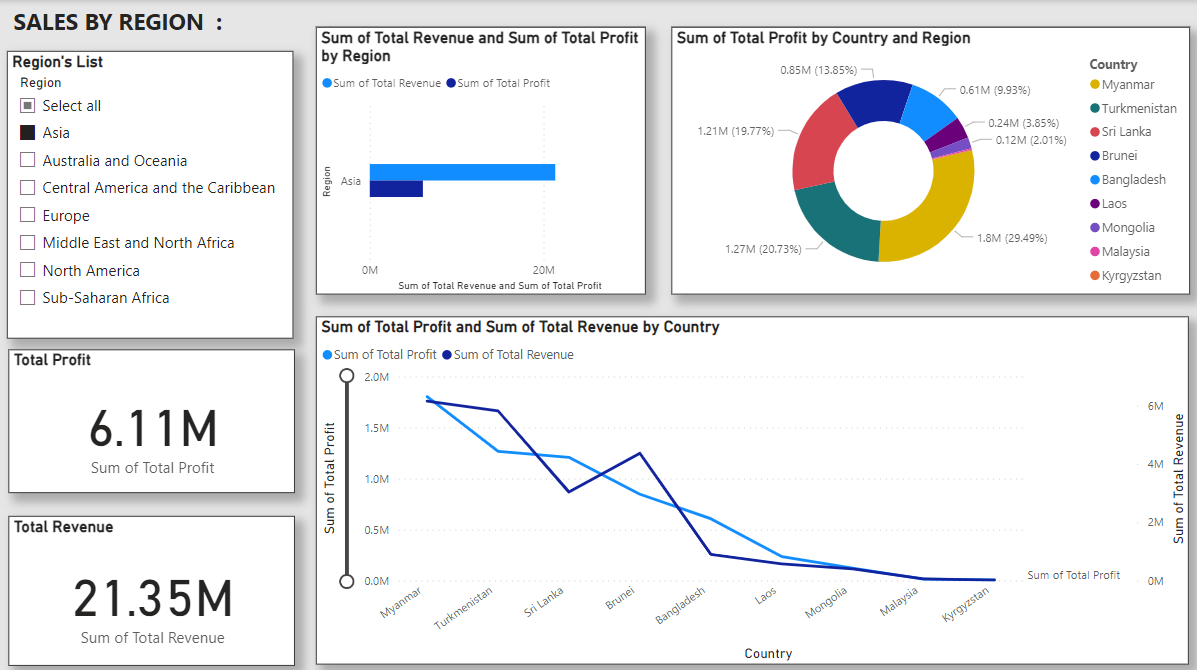 SALES BY REGION :
Region's List
Region
Select all
Asia
Australia and Oceania
Central America and the Caribbean
Europe
Middle East and North Africa
North America
Sub-Saharan Africa
Total Profit
6.11M
Sum of Total Profit
Total Revenue
21.35M
Sum of Total Revenue
Sum of Total Revenue and Sum of Total Profit
by Region
Sum of Total Revenue Sum of Total Profit
Region
Asia
0M 20M
Sum of Total Revenue and Sum of Total Profit
Sum of Total Profit by Country and Region
0.85M (13.85%)
0.61M (9.93%)
0.24M (3.85%)
0.12M (2.01%)
1.21M (19.77%)
1.27M (20.73%)
1.8M (29.49%)
Country
Myanmar
Turkmenistan
Sri Lanka
Brunei
Bangladesh
Laos
Mongolia
Malaysia
Kyrgyzstan
Sum of Total Profit and Sum of Total Revenue by Country
Sum of Total Profit Sum of Total Revenue
Sum of Total Profit
2.0M
1.5M
1.0M
0.5M
0.0M
6M
4M
2M
0M
Sum of Total Revenue
Sum of Total Profit
Myanmar
Turkmenistan
Sri Lanka
Brunei
Bangladesh
Laos
Mongolia
Malaysia
Kyrgyzstan
Country